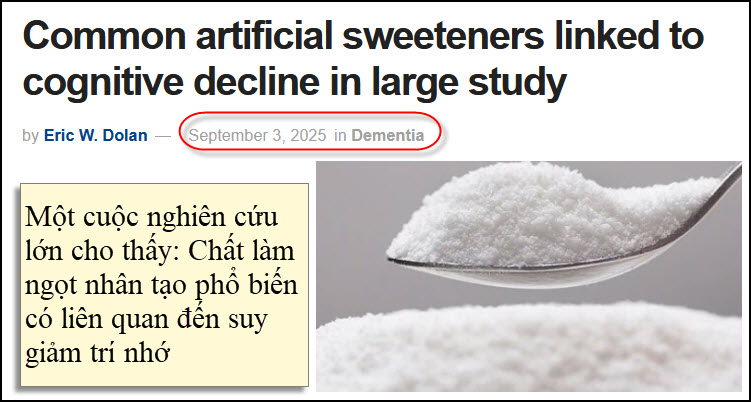 Common artificial sweeteners linked to
cognitive decline in large study
by Eric W. Dolan — September 3, 2025 in Dementia
Một cuộc nghiên cứu
lớn cho thấy: Chất làm
ngọt nhân tạo phổ biến
có liên quan đến suy
giảm trí nhớ